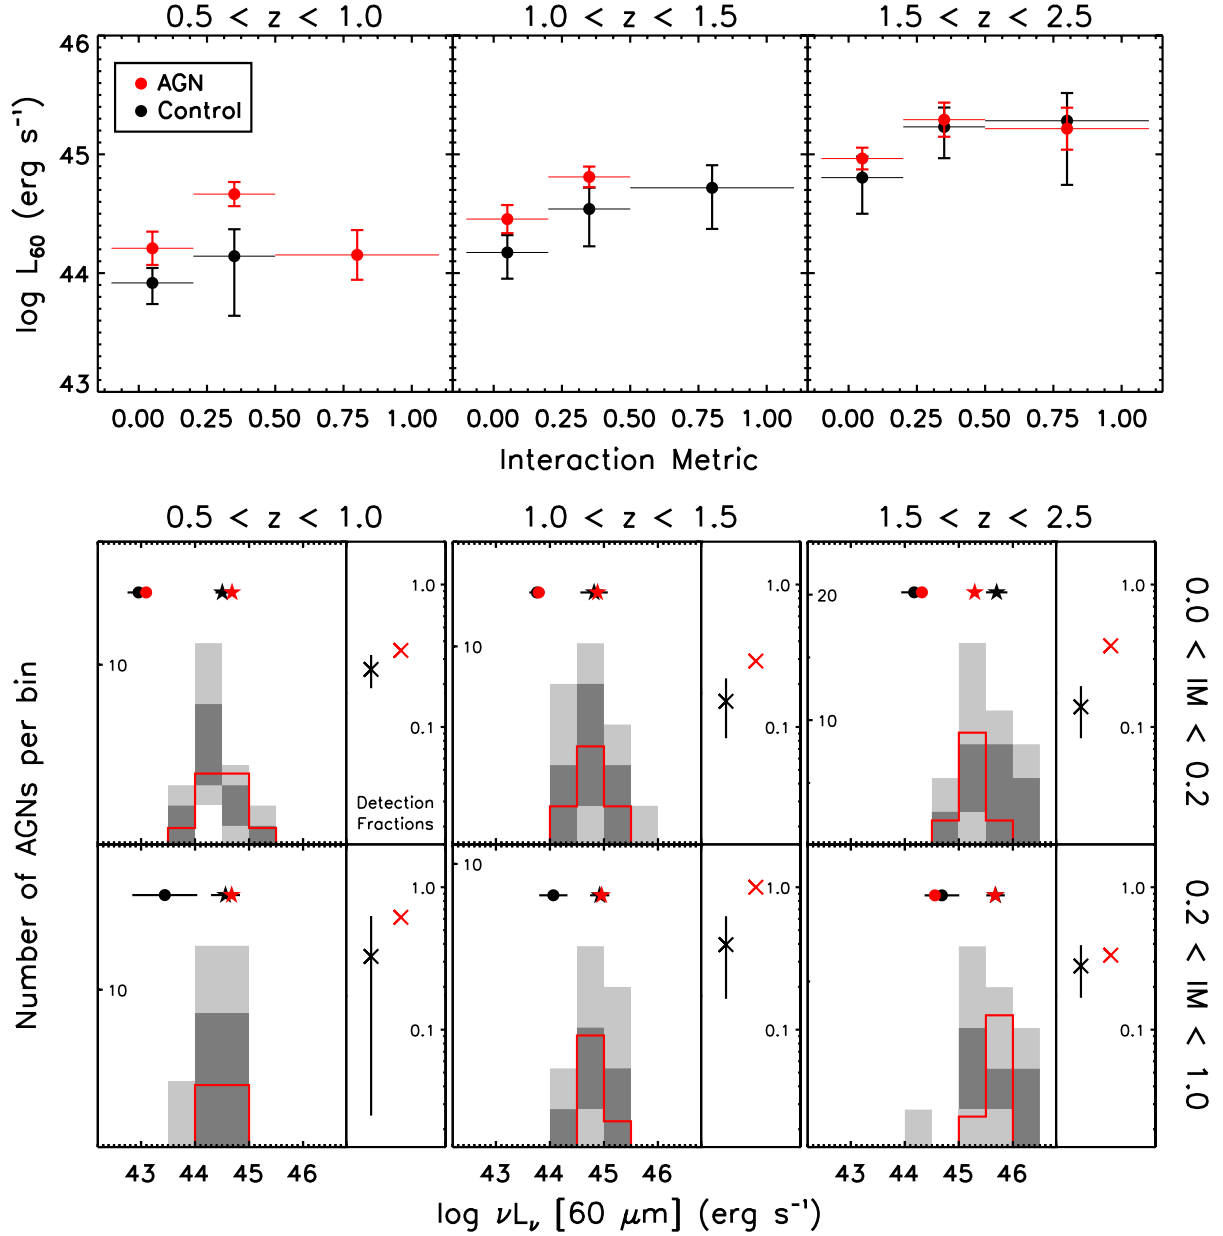 0.5 < z < 1.0
1.0 < z < 1.5
1.5 < z < 2.5
46
45
44
43
log L60 (erg s⁻¹)
AGN
Control
0.00 0.25 0.50 0.75 1.00
0.00 0.25 0.50 0.75 1.00
0.00 0.25 0.50 0.75 1.00
Interaction Metric
0.5 < z < 1.0
1.0 < z < 1.5
1.5 < z < 2.5
Number of AGNs per bin
10
Detection
Fractions
1.0
0.1
10
1.0
0.1
20
10
1.0
0.1
0.0 < IM < 0.2
10
1.0
0.1
10
1.0
0.1
1.0
0.1
0.2 < IM < 1.0
43 44 45 46
43 44 45 46
43 44 45 46
log νLν [60 μm] (erg s⁻¹)